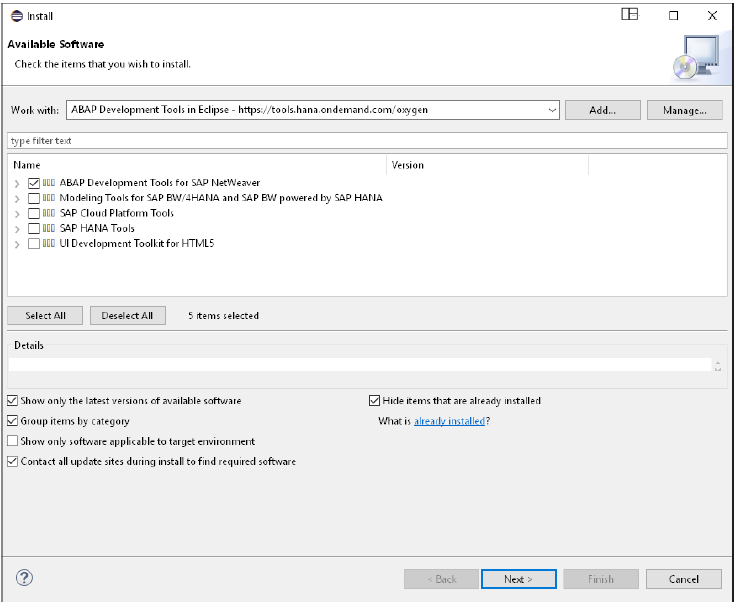 Install
Available Software
Check the items that you wish to install.
Work with: ABAP Development Tools in Eclipse - https://tools.hana.ondemand.com/oxygen Add... Manage...
type filter text
Name Version
ABAP Development Tools for SAP NetWeaver
Modeling Tools for SAP BW/4HANA and SAP BW powered by SAP HANA
SAP Cloud Platform Tools
SAP HANA Tools
UI Development Toolkit for HTML5
Select All Deselect All 5 items selected
Details
Show only the latest versions of available software Hide items that are already installed
Group items by category What is already installed?
Show only software applicable to target environment
Contact all update sites during install to find required software
? < Back Next > Finish Cancel